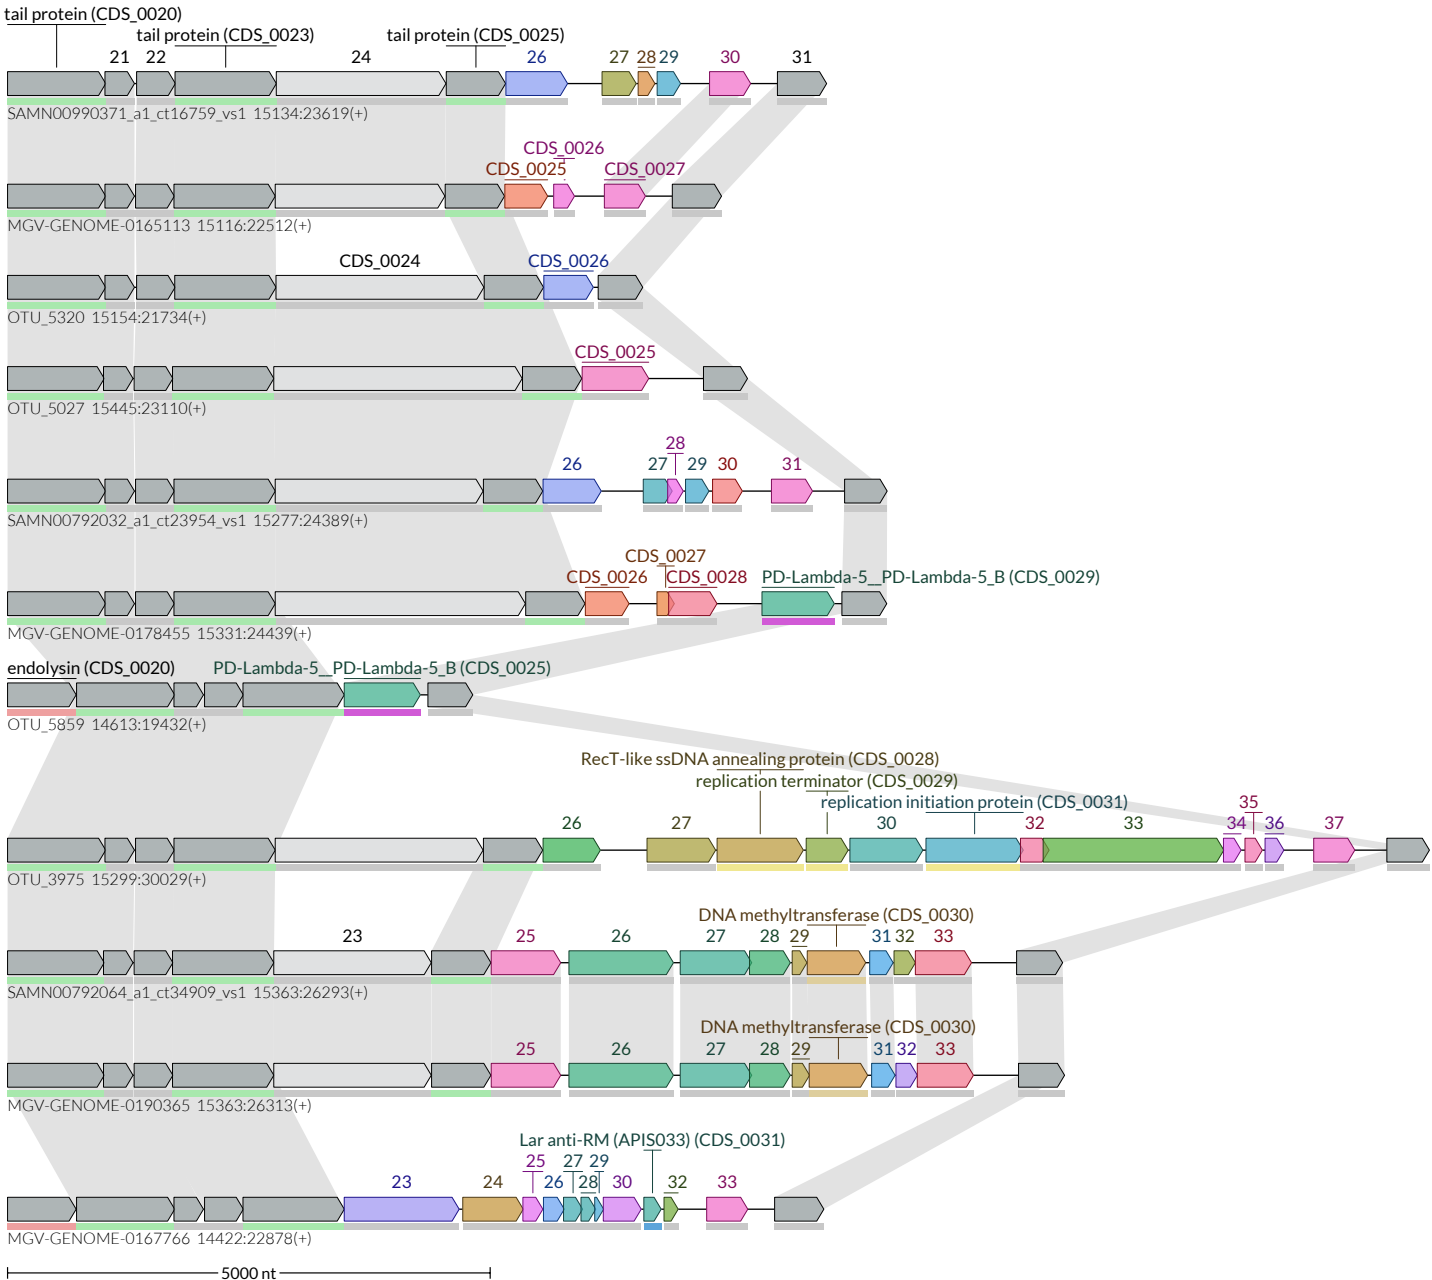 tail protein (CDS_0020)
tail protein (CDS_0023) tail protein (CDS_0025)
21 22 24 26 27 28 29 30 31
SAMN00990371_a1_ct16759_vs1 15134:23619(+)
CDS_0026
CDS_0025 CDS_0027
MGV-GENOME-0165113 15116:22512(+)
CDS_0024 CDS_0026
OTU_5320 15154:21734(+)
CDS_0025
OTU_5027 15445:23110(+)
28
26 27 29 30 31
SAMN00792032_a1_ct23954_vs1 15277:24389(+)
CDS_0027
CDS_0026 CDS_0028 PD-Lambda-5__PD-Lambda-5_B (CDS_0029)
MGV-GENOME-0178455 15331:24439(+)
endolysin (CDS_0020) PD-Lambda-5__PD-Lambda-5_B (CDS_0025)
OTU_5859 14613:19432(+)
RecT-like ssDNA annealing protein (CDS_0028)
replication terminator (CDS_0029)
replication initiation protein (CDS_0031) 35
26 27 30 32 33 34 36 37
OTU_3975 15299:30029(+)
DNA methyltransferase (CDS_0030)
23 25 26 27 28 29 31 32 33
SAMN00792064_a1_ct34909_vs1 15363:26293(+)
DNA methyltransferase (CDS_0030)
25 26 27 28 29 31 32 33
MGV-GENOME-0190365 15363:26313(+)
Lar anti-RM (APIS033) (CDS_0031)
25 27 29
23 24 26 28 30 32 33
MGV-GENOME-0167766 14422:22878(+)
5000 nt